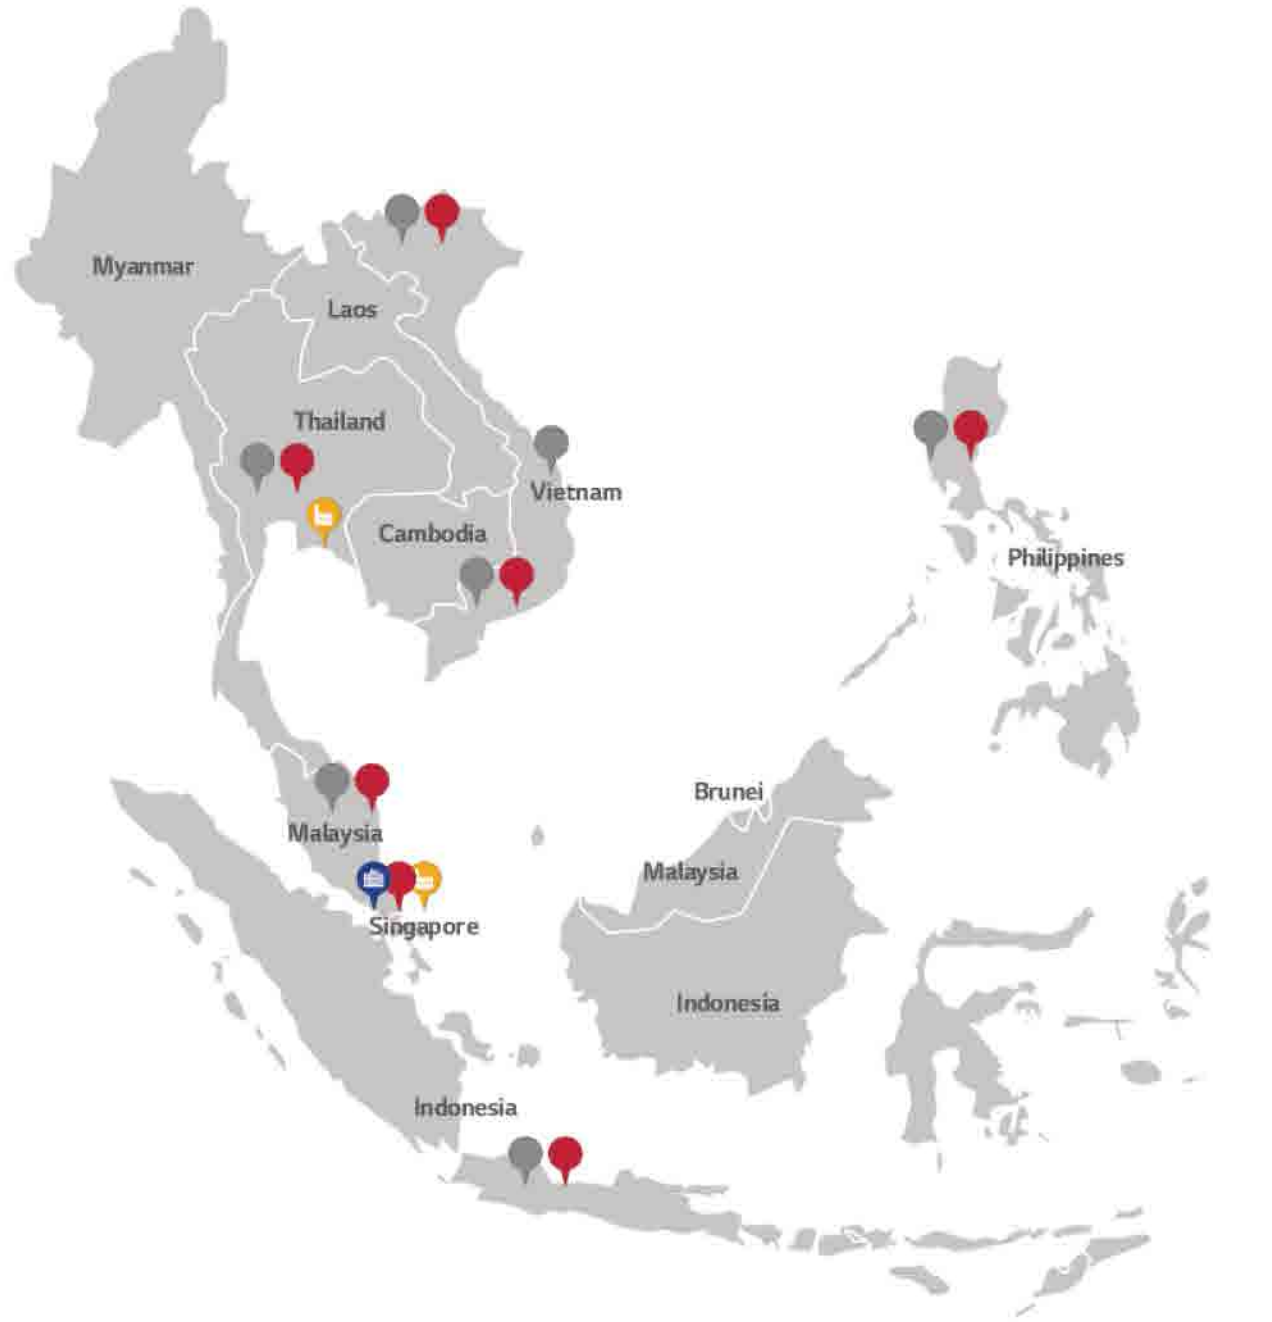 Myanmar
Laos
Thailand
Vietnam
Cambodia
Philippines
Brunei
Malaysia
Malaysia
Singapore
Indonesia
Indonesia